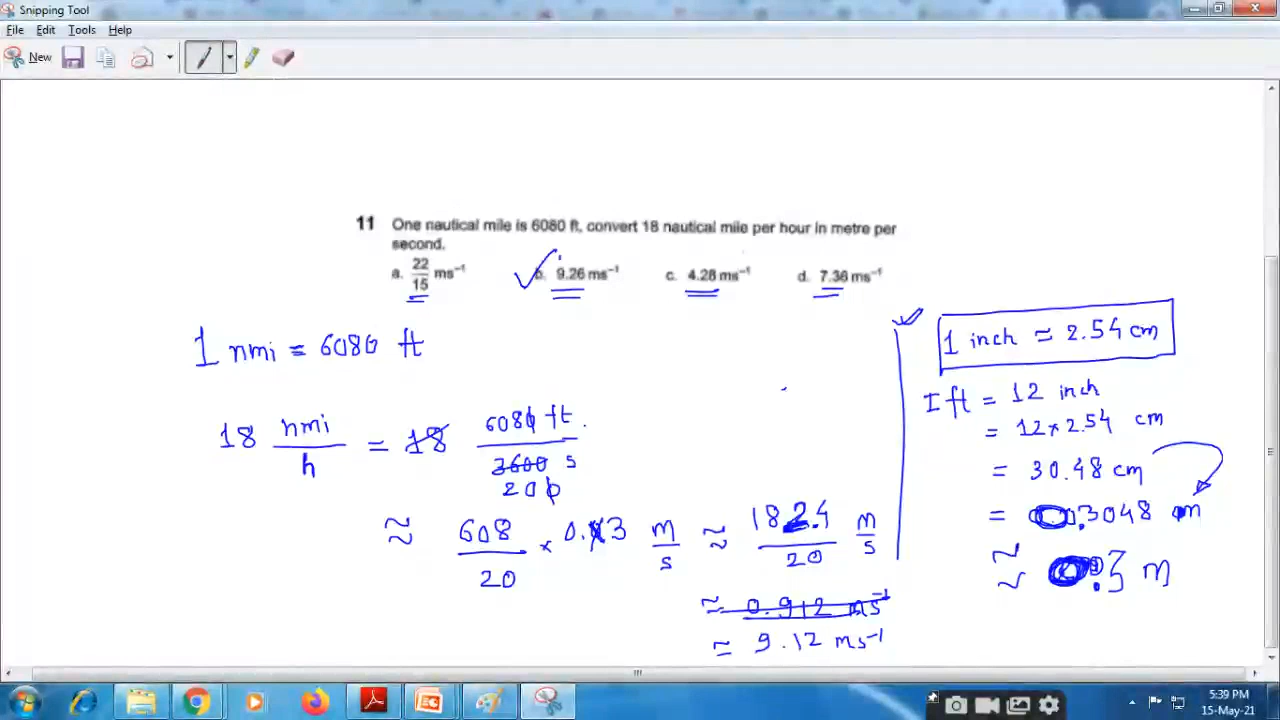 Snipping Tool
File Edit Tools Help
New
11 One nautical mile is 6080 ft, convert 18 nautical mile per hour in metre per
second.
a. 22/15 ms⁻¹ b. 9.26 ms⁻¹ c. 4.28 ms⁻¹ d. 7.36 ms⁻¹
1 nmi = 6080 ft
18 nmi/h = 18 6080 ft/3600 s
200
≈ 608/20 × 0.3 m/s ≈ 182.4/20 m/s
≈ 0.912 ms⁻¹
≈ 9.12 ms⁻¹
1 inch ≈ 2.54 cm
1 ft = 12 inch
= 12 × 2.54 cm
= 30.48 cm
= 0.3048 m
≈ 0.3 m
5:39 PM
15-May-21